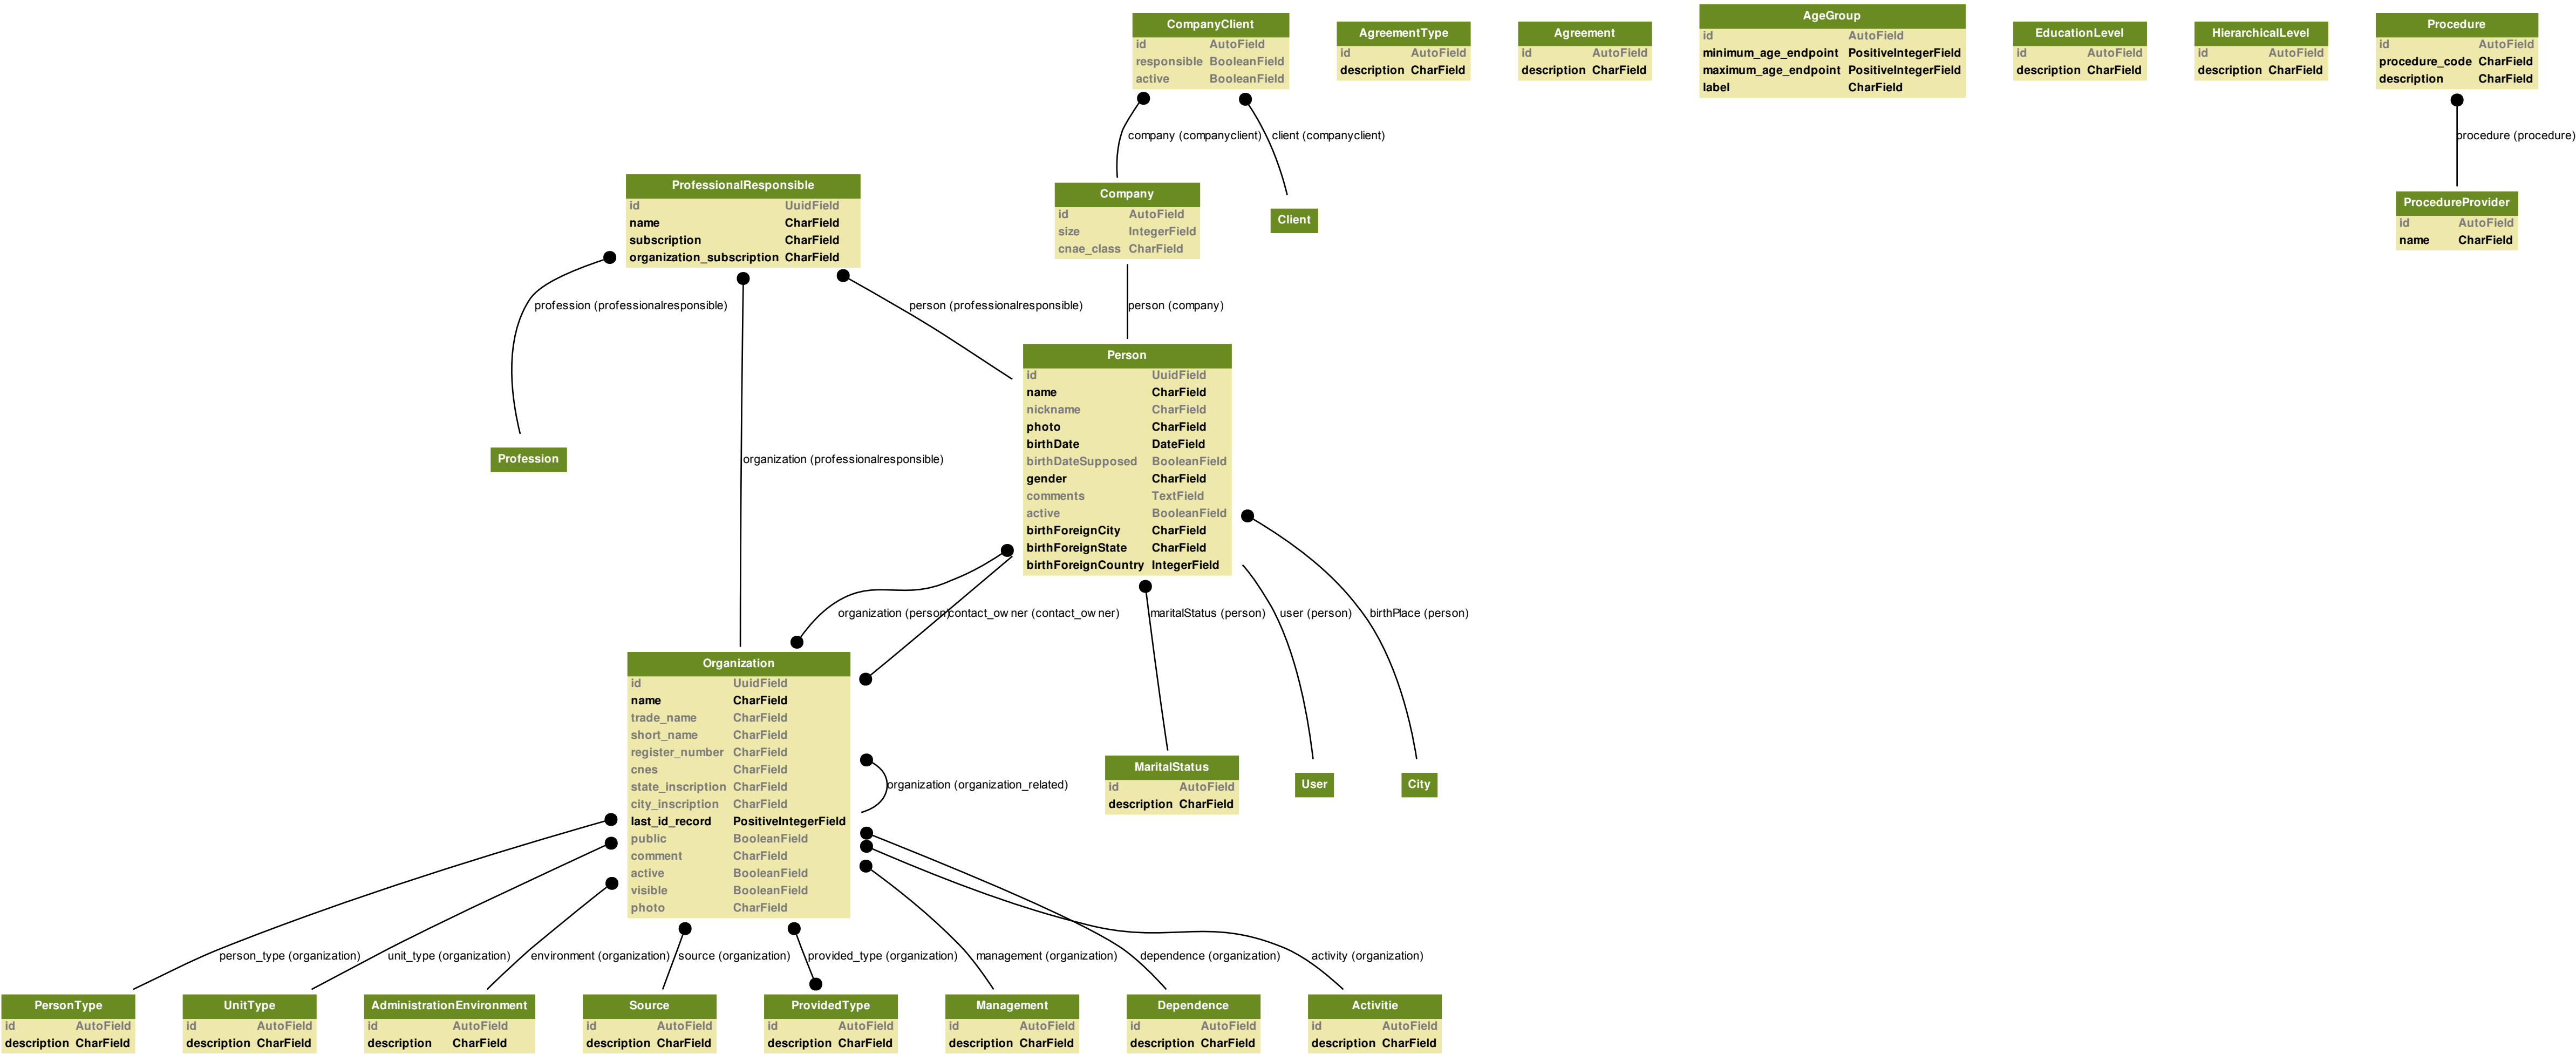 CompanyClient
id AutoField
responsible BooleanField
active BooleanField
AgreementType
id AutoField
description CharField
Agreement
id AutoField
description CharField
AgeGroup
id AutoField
minimum_age_endpoint PositiveIntegerField
maximum_age_endpoint PositiveIntegerField
label CharField
EducationLevel
id AutoField
description CharField
HierarchicalLevel
id AutoField
description CharField
Procedure
id AutoField
procedure_code CharField
description CharField
company (companyclient)
client (companyclient)
procedure (procedure)
ProfessionalResponsible
id UuidField
name CharField
subscription CharField
organization_subscription CharField
Company
id AutoField
size IntegerField
cnae_class CharField
Client
ProcedureProvider
id AutoField
name CharField
profession (professionalresponsible)
person (professionalresponsible)
person (company)
Person
id UuidField
name CharField
nickname CharField
photo CharField
birthDate DateField
birthDateSupposed BooleanField
gender CharField
comments TextField
active BooleanField
birthForeignCity CharField
birthForeignState CharField
birthForeignCountry IntegerField
Profession
organization (professionalresponsible)
organization (person)
contact_owner (contact_owner)
maritalStatus (person)
user (person)
birthPlace (person)
Organization
id UuidField
name CharField
trade_name CharField
short_name CharField
register_number CharField
cnes CharField
state_inscription CharField
city_inscription CharField
last_id_record PositiveIntegerField
public BooleanField
comment CharField
active BooleanField
visible BooleanField
photo CharField
organization (organization_related)
MaritalStatus
id AutoField
description CharField
User
City
person_type (organization)
unit_type (organization)
environment (organization)
source (organization)
provided_type (organization)
management (organization)
dependence (organization)
activity (organization)
PersonType
id AutoField
description CharField
UnitType
id AutoField
description CharField
AdministrationEnvironment
id AutoField
description CharField
Source
id AutoField
description CharField
ProvidedType
id AutoField
description CharField
Management
id AutoField
description CharField
Dependence
id AutoField
description CharField
Activitie
id AutoField
description CharField